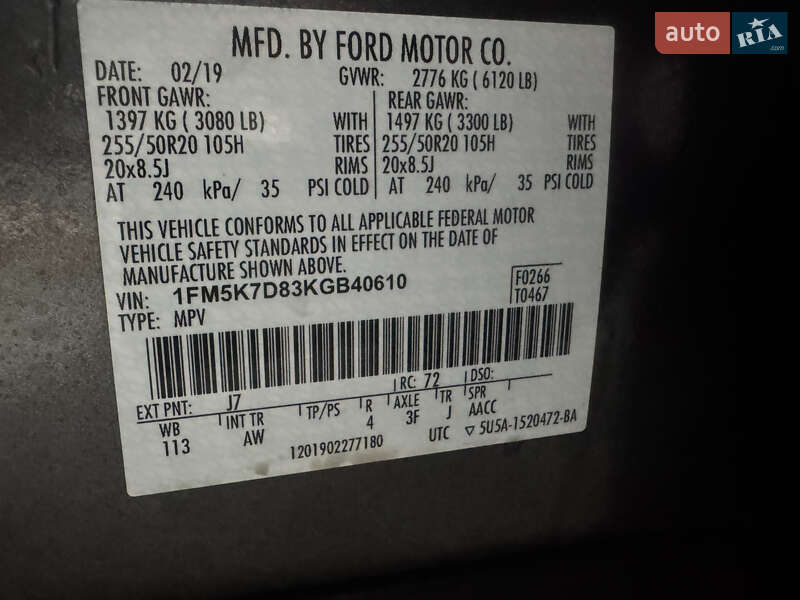 auto RIA .com
MFD. BY FORD MOTOR CO.
DATE: 02/19 GVWR: 2776 KG ( 6120 LB)
FRONT GAWR: REAR GAWR:
1397 KG ( 3080 LB) WITH 1497 KG ( 3300 LB) WITH
255/50R20 105H TIRES 255/50R20 105H TIRES
20x8.5J RIMS 20x8.5J RIMS
AT 240 kPa/ 35 PSI COLD AT 240 kPa/ 35 PSI COLD
THIS VEHICLE CONFORMS TO ALL APPLICABLE FEDERAL MOTOR
VEHICLE SAFETY STANDARDS IN EFFECT ON THE DATE OF
MANUFACTURE SHOWN ABOVE.
VIN: 1FM5K7D83KGB40610 F0266
TYPE: MPV T0467
EXT PNT: J7 RC: 72 DSO:
WB INT TR TP/PS R AXLE TR SPR
113 AW 4 3F J AACC
1201902277180 UTC ▽ 5U5A-1520472-BA